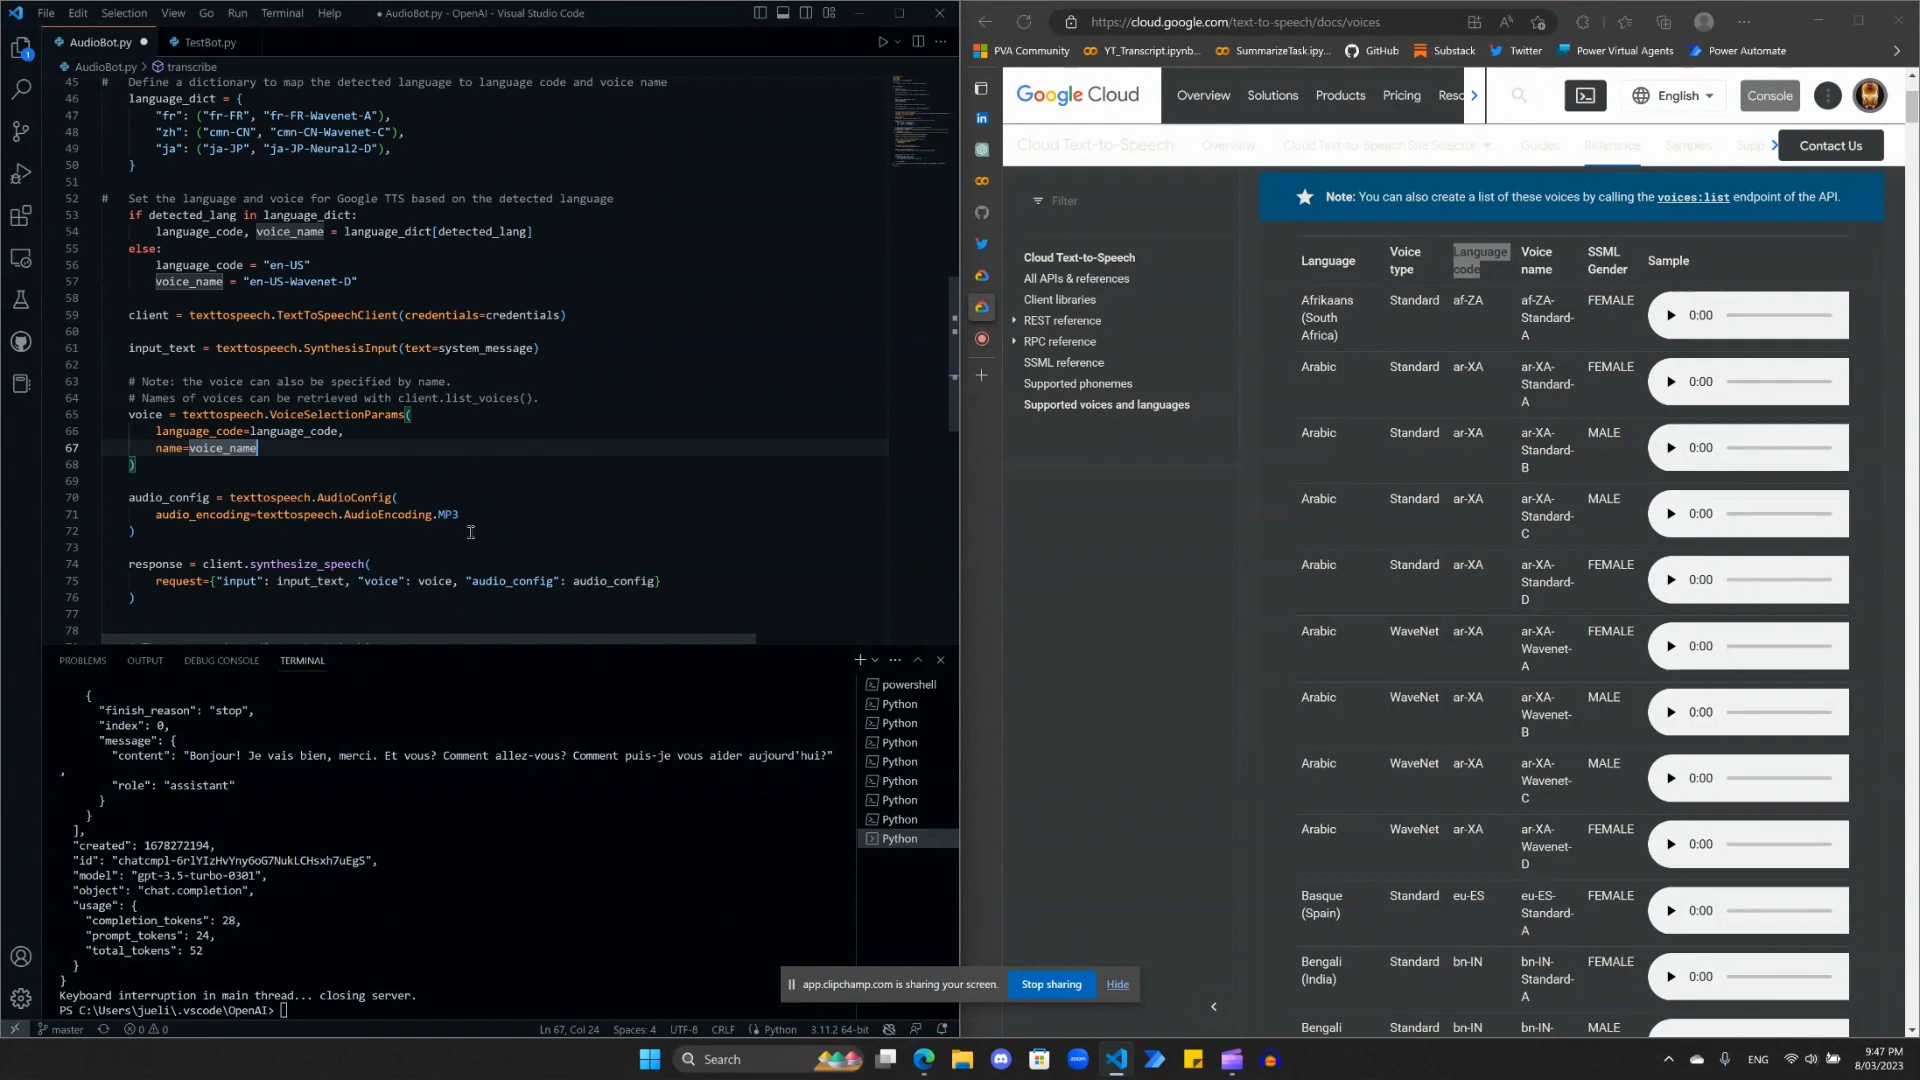 File Edit Selection View Go Run Terminal Help
● AudioBot.py - OpenAI - Visual Studio Code
AudioBot.py ●
TestBot.py
AudioBot.py > transcribe
45 # Define a dictionary to map the detected language to language code and voice name
46 language_dict = {
47 "fr": ("fr-FR", "fr-FR-Wavenet-A"),
48 "zh": ("cmn-CN", "cmn-CN-Wavenet-C"),
49 "ja": ("ja-JP", "ja-JP-Neural2-D"),
50 }
51
52 # Set the language and voice for Google TTS based on the detected language
53 if detected_lang in language_dict:
54 language_code, voice_name = language_dict[detected_lang]
55 else:
56 language_code = "en-US"
57 voice_name = "en-US-Wavenet-D"
58
59 client = texttospeech.TextToSpeechClient(credentials=credentials)
60
61 input_text = texttospeech.SynthesisInput(text=system_message)
62
63 # Note: the voice can also be specified by name.
64 # Names of voices can be retrieved with client.list_voices().
65 voice = texttospeech.VoiceSelectionParams(
66 language_code=language_code,
67 name=voice_name
68 )
69
70 audio_config = texttospeech.AudioConfig(
71 audio_encoding=texttospeech.AudioEncoding.MP3
72 )
73
74 response = client.synthesize_speech(
75 request={"input": input_text, "voice": voice, "audio_config": audio_config}
76 )
77
78
PROBLEMS OUTPUT DEBUG CONSOLE TERMINAL
{
"finish_reason": "stop",
"index": 0,
"message": {
"content": "Bonjour! Je vais bien, merci. Et vous? Comment allez-vous? Comment puis-je vous aider aujourd'hui?"
,
"role": "assistant"
}
}
],
"created": 1678272194,
"id": "chatcmpl-6rlYIzHvYny6oG7NukLCHsxh7uEgS",
"model": "gpt-3.5-turbo-0301",
"object": "chat.completion",
"usage": {
"completion_tokens": 28,
"prompt_tokens": 24,
"total_tokens": 52
}
}
Keyboard interruption in main thread... closing server.
PS C:\Users\jueli\.vscode\OpenAI>
powershell
Python
Python
Python
Python
Python
Python
Python
Python
master 0 0 Ln 67, Col 24 Spaces: 4 UTF-8 CRLF Python 3.11.2 64-bit
https://cloud.google.com/text-to-speech/docs/voices
PVA Community YT_Transcript.ipynb... SummarizeTask.ipy... GitHub Substack Twitter Power Virtual Agents Power Automate
Google Cloud Overview Solutions Products Pricing Resc English Console
Cloud Text-to-Speech Overview Cloud Text-to-Speech Site Selector Guides Reference Samples Supp Contact Us
Filter
Cloud Text-to-Speech
All APIs & references
Client libraries
REST reference
RPC reference
SSML reference
Supported phonemes
Supported voices and languages
Note: You can also create a list of these voices by calling the voices:list endpoint of the API.
Language Voice type Language code Voice name SSML Gender Sample
Afrikaans (South Africa) Standard af-ZA af-ZA-Standard-A FEMALE 0:00
Arabic Standard ar-XA ar-XA-Standard-A FEMALE 0:00
Arabic Standard ar-XA ar-XA-Standard-B MALE 0:00
Arabic Standard ar-XA ar-XA-Standard-C MALE 0:00
Arabic Standard ar-XA ar-XA-Standard-D FEMALE 0:00
Arabic WaveNet ar-XA ar-XA-Wavenet-A FEMALE 0:00
Arabic WaveNet ar-XA ar-XA-Wavenet-B MALE 0:00
Arabic WaveNet ar-XA ar-XA-Wavenet-C MALE 0:00
Arabic WaveNet ar-XA ar-XA-Wavenet-D FEMALE 0:00
Basque (Spain) Standard eu-ES eu-ES-Standard-A FEMALE 0:00
Bengali (India) Standard bn-IN bn-IN-Standard-A FEMALE 0:00
Bengali Standard bn-IN bn-IN- MALE
app.clipchamp.com is sharing your screen. Stop sharing Hide
Search
ENG
9:47 PM
8/03/2023